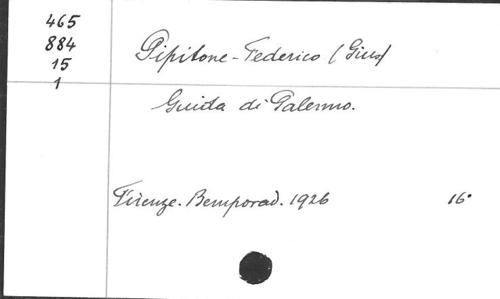 465
884
15
1
Pipitone-Federico (Gius)
Guida di Palermo.
Firenze. Bemporad. 1926 16°